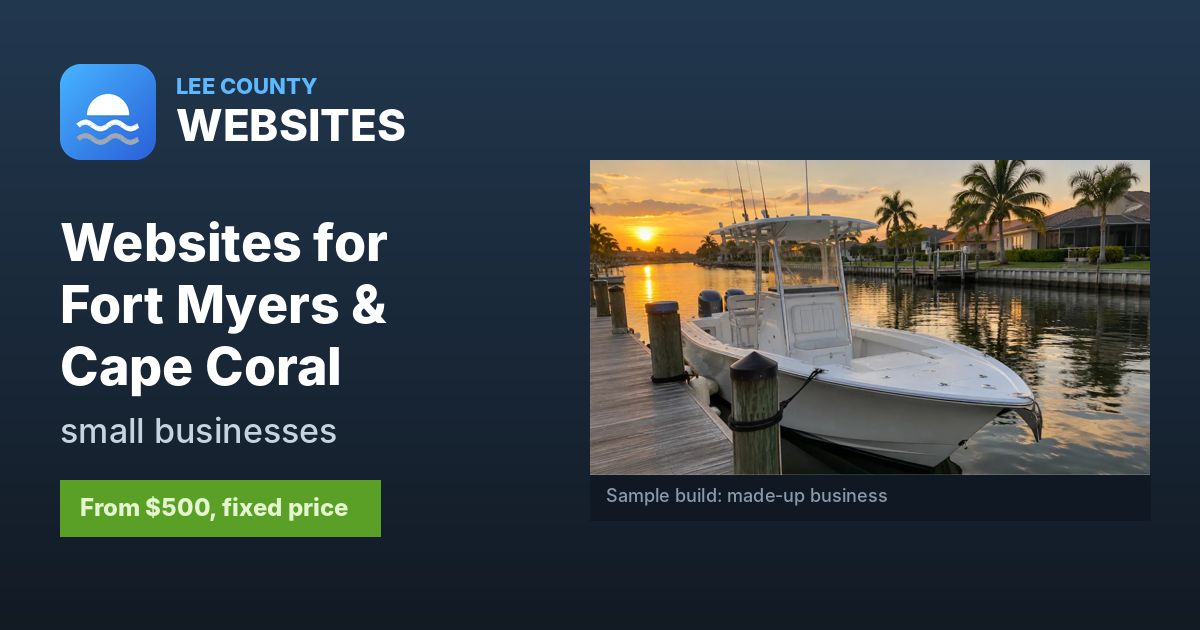 LEE COUNTY
WEBSITES
Websites for
Fort Myers &
Cape Coral
small businesses
From $500, fixed price
Sample build: made-up business